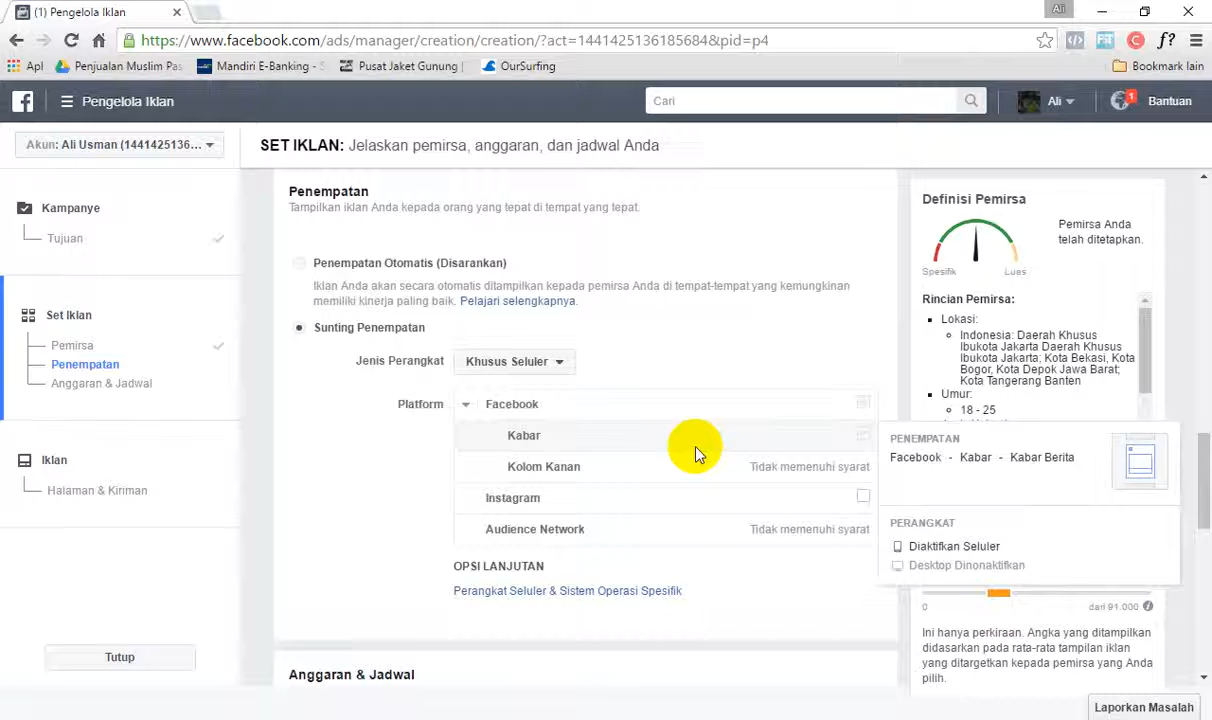 (1) Pengelola Iklan
Ali
https://www.facebook.com/ads/manager/creation/creation/?act=1441425136185684&pid=p4
Apl
Penjualan Muslim Pas
Mandiri E-Banking - S
Pusat Jaket Gunung |
OurSurfing
Bookmark lain
Pengelola Iklan
Cari
Ali
1
Bantuan
Akun: Ali Usman (1441425136...
SET IKLAN: Jelaskan pemirsa, anggaran, dan jadwal Anda
Kampanye
Tujuan
Set Iklan
Pemirsa
Penempatan
Anggaran & Jadwal
Iklan
Halaman & Kiriman
Tutup
Penempatan
Tampilkan iklan Anda kepada orang yang tepat di tempat yang tepat.
Penempatan Otomatis (Disarankan)
Iklan Anda akan secara otomatis ditampilkan kepada pemirsa Anda di tempat-tempat yang kemungkinan
memiliki kinerja paling baik. Pelajari selengkapnya.
Sunting Penempatan
Jenis Perangkat
Khusus Seluler
Platform
Facebook
Kabar
Kolom Kanan
Tidak memenuhi syarat
Instagram
Audience Network
Tidak memenuhi syarat
OPSI LANJUTAN
Perangkat Seluler & Sistem Operasi Spesifik
Anggaran & Jadwal
Definisi Pemirsa
Spesifik
Luas
Pemirsa Anda
telah ditetapkan.
Rincian Pemirsa:
Lokasi:
Indonesia: Daerah Khusus
Ibukota Jakarta Daerah Khusus
Ibukota Jakarta; Kota Bekasi, Kota
Bogor, Kota Depok Jawa Barat;
Kota Tangerang Banten
Umur:
18 - 25
PENEMPATAN
Facebook - Kabar - Kabar Berita
PERANGKAT
Diaktifkan Seluler
Desktop Dinonaktifkan
0
dari 91.000
Ini hanya perkiraan. Angka yang ditampilkan
didasarkan pada rata-rata tampilan iklan
yang ditargetkan kepada pemirsa yang Anda
pilih.
Laporkan Masalah